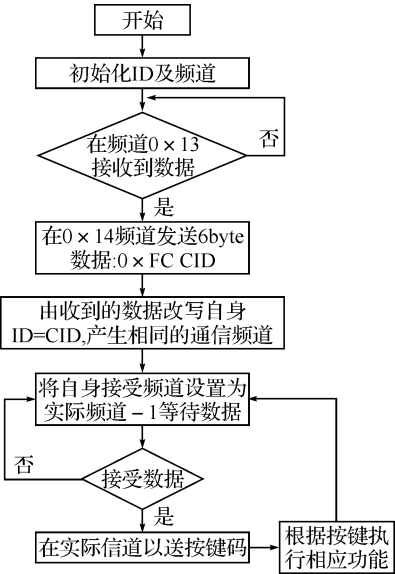 开始
初始化ID及频道
在频道0×13
接收到数据
否
是
在0×14频道发送6byte
数据:0×FC CID
由收到的数据改写自身
ID=CID,产生相同的通信频道
将自身接受频道设置为
实际频道－1等待数据
否
接受数据
是
在实际信道以送按键码
根据按键执
行相应功能